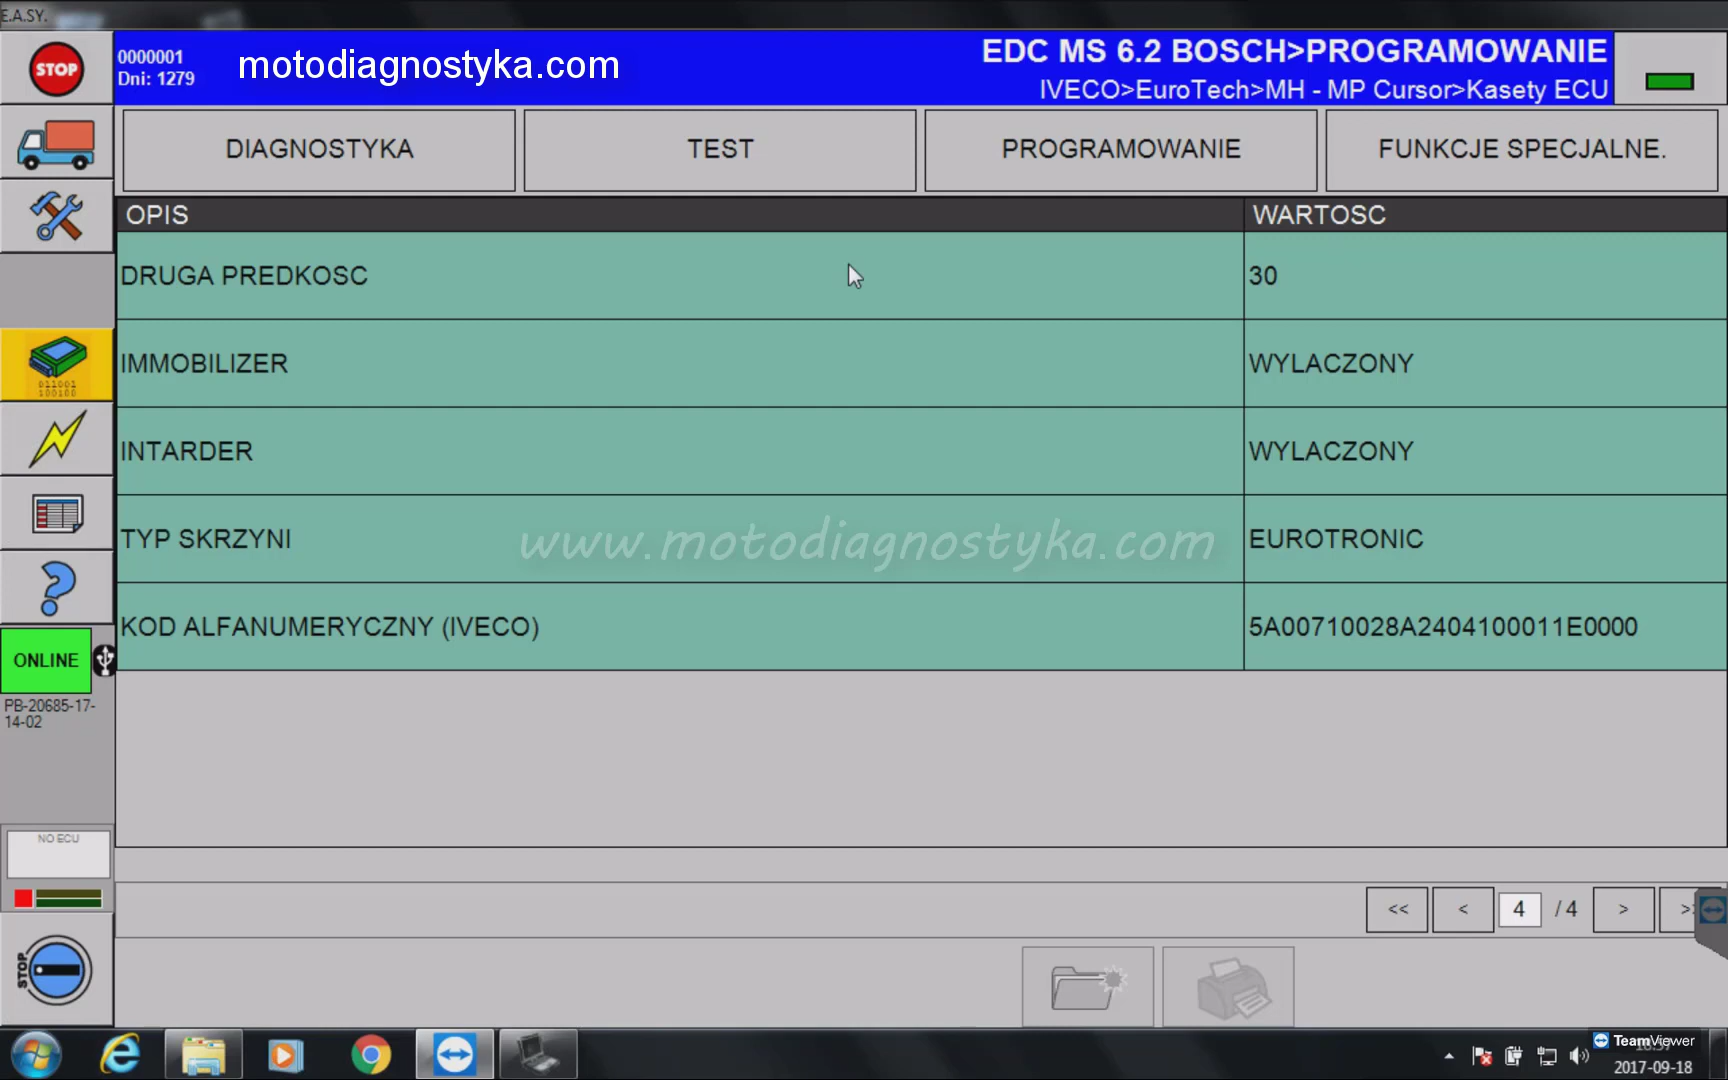 E.A.SY.
STOP
0000001
Dni: 1279
motodiagnostyka.com
EDC MS 6.2 BOSCH>PROGRAMOWANIE
IVECO>EuroTech>MH - MP Cursor>Kasety ECU
DIAGNOSTYKA
TEST
PROGRAMOWANIE
FUNKCJE SPECJALNE.
OPIS
WARTOSC
DRUGA PREDKOSC
30
IMMOBILIZER
WYLACZONY
INTARDER
WYLACZONY
TYP SKRZYNI
EUROTRONIC
www.motodiagnostyka.com
KOD ALFANUMERYCZNY (IVECO)
5A00710028A2404100011E0000
011001
100100
ONLINE
PB-20685-17-
14-02
NO ECU
<<
<
4
/ 4
>
STOP
TeamViewer
2017-09-18